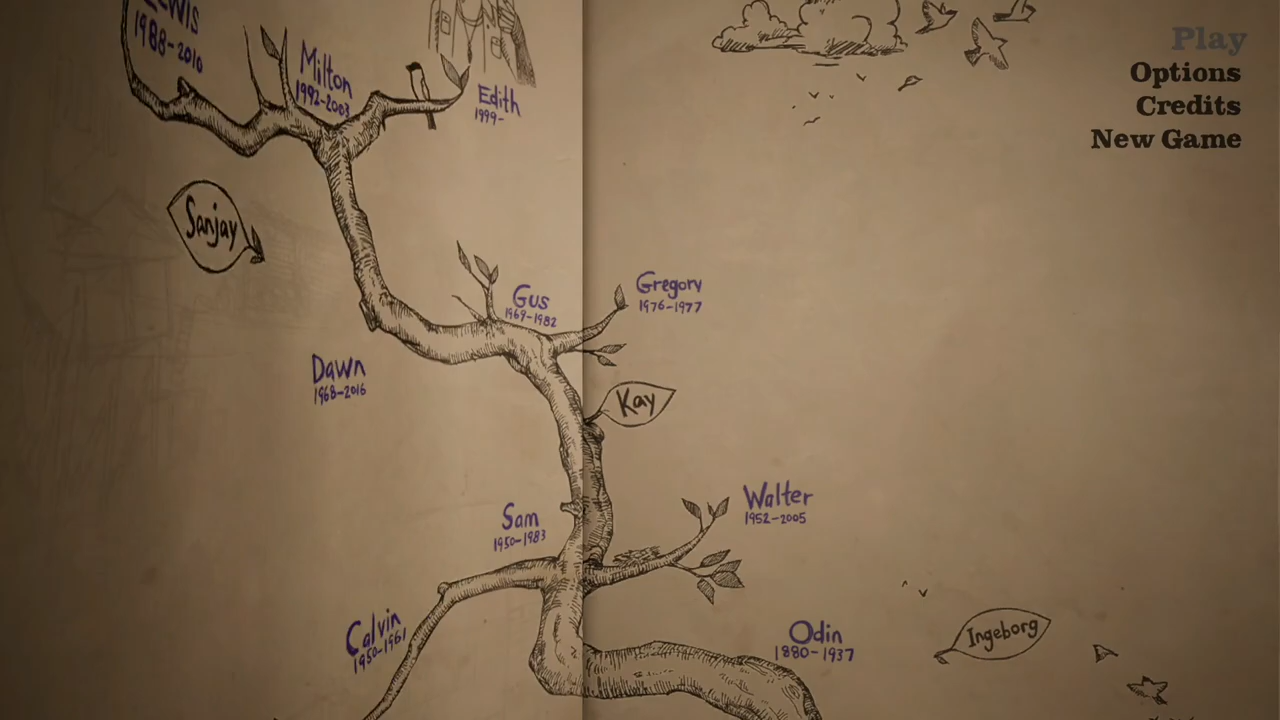 Lewis
1988-2010
Milton
1992-2003
Edith
1999-
Play
Options
Credits
New Game
Sanjay
Gus
1969-1982
Gregory
1976-1977
Dawn
1968-2016
Kay
Sam
1950-1983
Walter
1952-2005
Calvin
1950-1961
Odin
1880-1937
Ingeborg